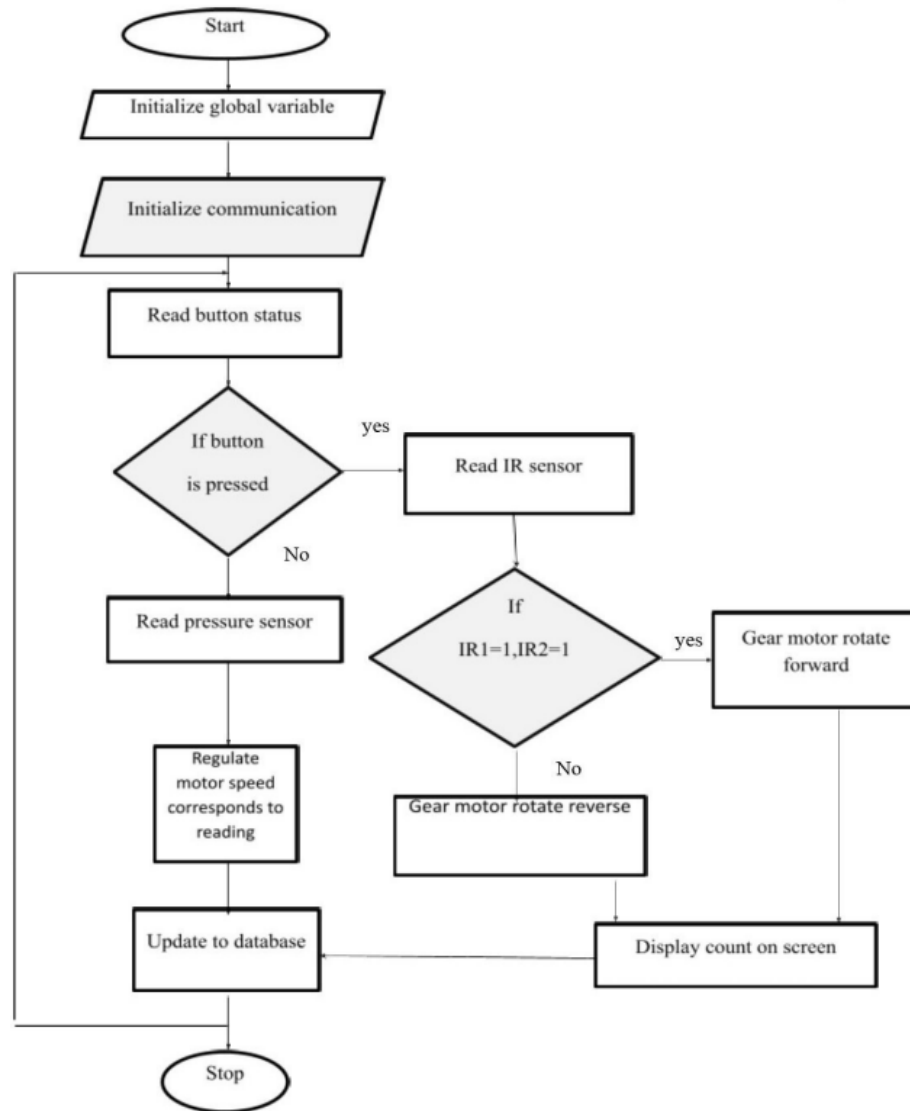 Start
Initialize global variable
Initialize communication
Read button status
If button
is pressed
yes
Read IR sensor
No
Read pressure sensor
If
IR1=1,IR2=1
yes
Gear motor rotate
forward
Regulate
motor speed
corresponds to
reading
No
Gear motor rotate reverse
Update to database
Display count on screen
Stop